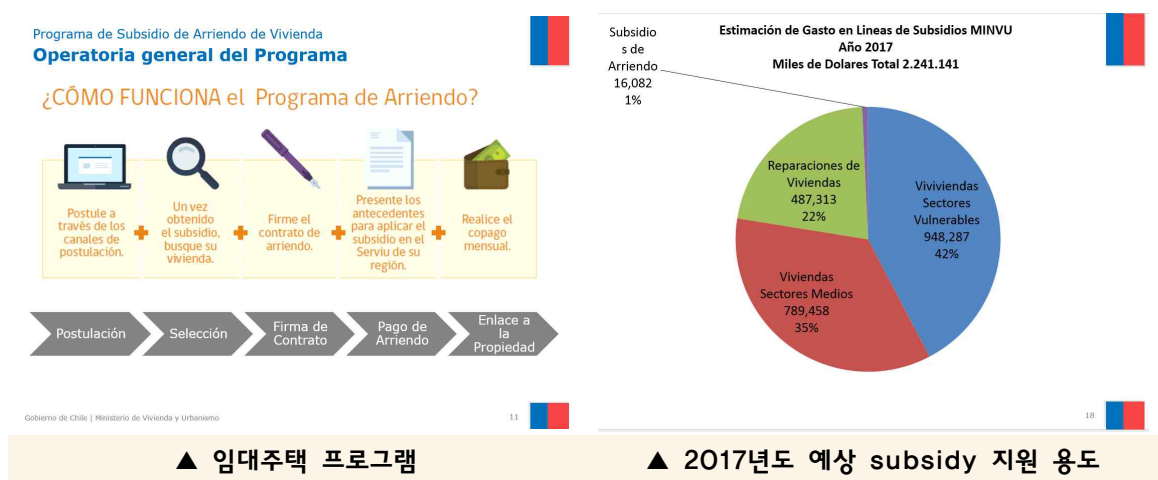 Programa de Subsidio de Arriendo de Vivienda
Operatoria general del Programa
¿CÓMO FUNCIONA el Programa de Arriendo?
Postule a
través de los
canales de
postulación.
Un vez
obtenido
el subsidio,
busque su
vivienda.
Firme el
contrato de
arriendo.
Presente los
antecedentes
para aplicar el
subsidio en el
Serviu de su
región.
Realice el
copago
mensual.
Postulación
Selección
Firma de
Contrato
Pago de
Arriendo
Enlace a
la
Propiedad
Gobierno de Chile | Ministerio de Vivienda y Urbanismo
11
Estimación de Gasto en Lineas de Subsidios MINVU
Año 2017
Miles de Dolares Total 2.241.141
Subsidio
s de
Arriendo
16,082
1%
Reparaciones de
Viviendas
487,313
22%
Viviviendas
Sectores
Vulnerables
948,287
42%
Viviendas
Sectores Medios
789,458
35%
18
▲ 임대주택 프로그램
▲ 2017년도 예상 subsidy 지원 용도